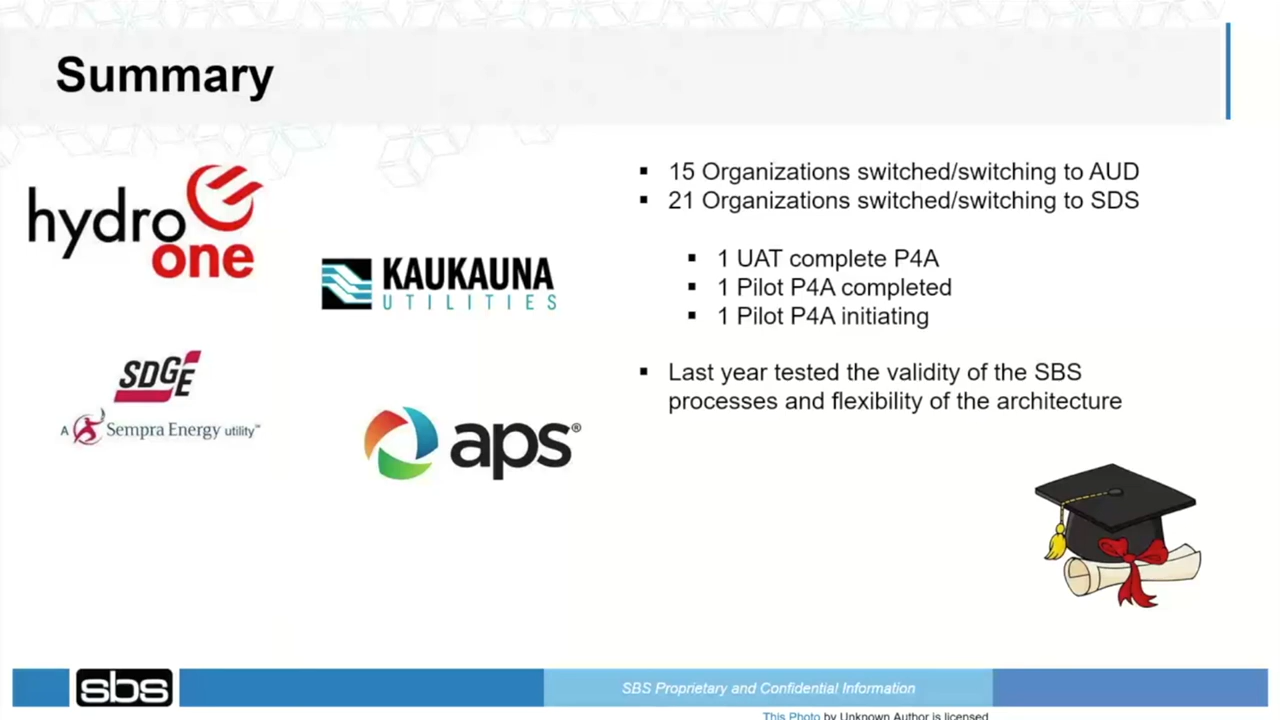 Summary
hydro
one
KAUKAUNA
UTILITIES
SDGE
A Sempra Energy utility™
aps®
▪ 15 Organizations switched/switching to AUD
▪ 21 Organizations switched/switching to SDS
▪ 1 UAT complete P4A
▪ 1 Pilot P4A completed
▪ 1 Pilot P4A initiating
▪ Last year tested the validity of the SBS
processes and flexibility of the architecture
sbs
SBS Proprietary and Confidential Information
This Photo by Unknown Author is licensed